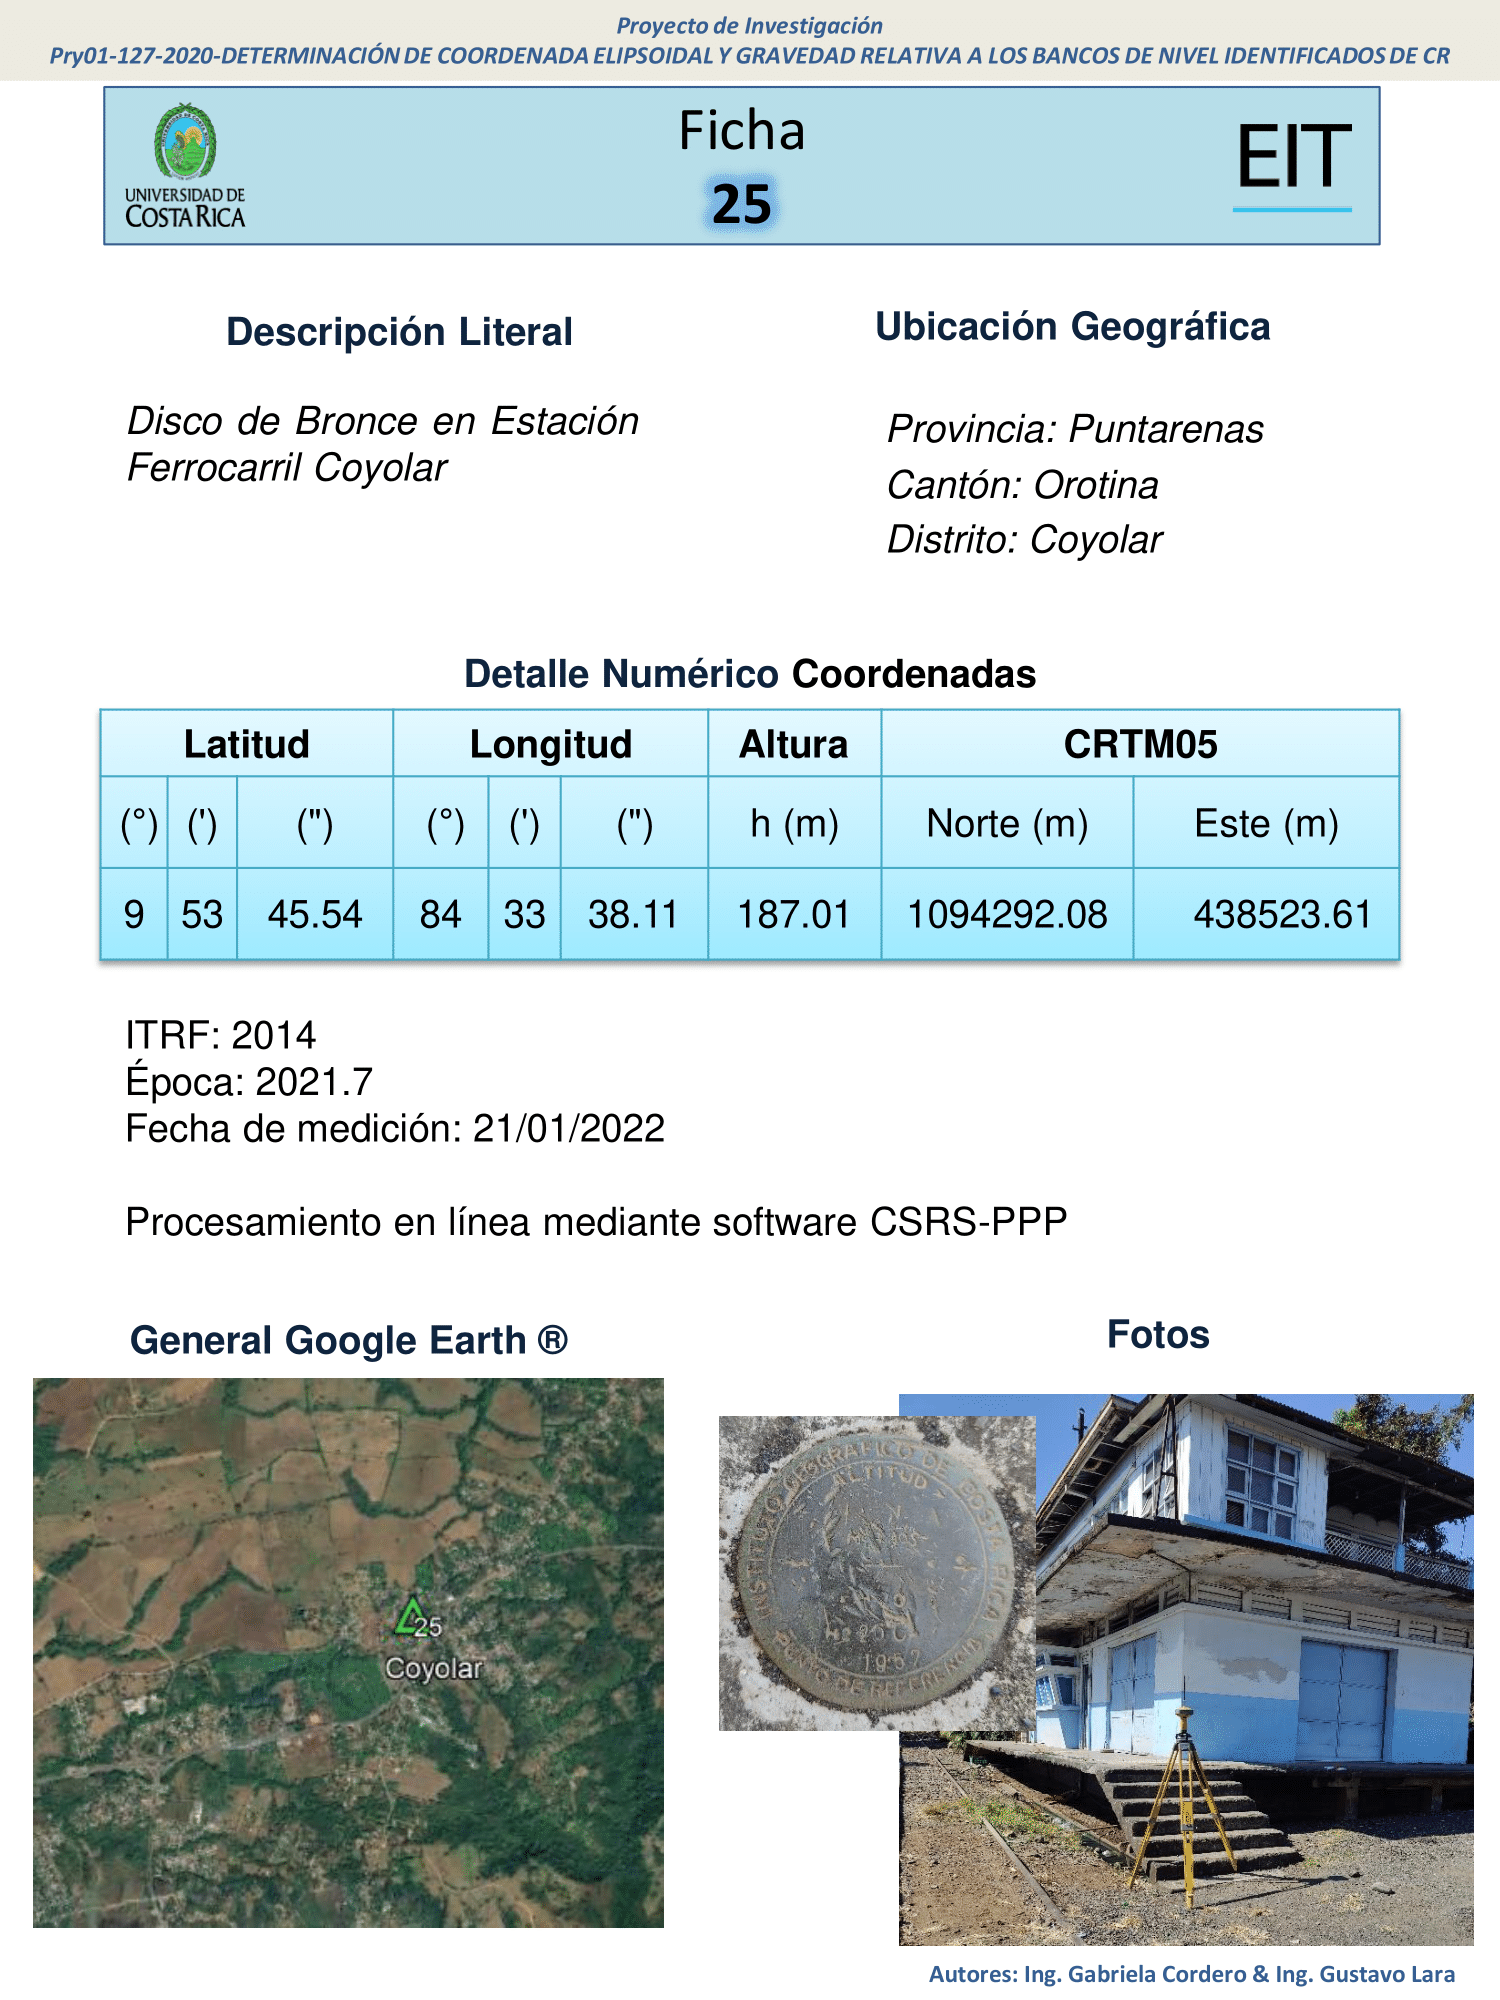 Proyecto de Investigación
Pry01-127-2020-DETERMINACIÓN DE COORDENADA ELIPSOIDAL Y GRAVEDAD RELATIVA A LOS BANCOS DE NIVEL IDENTIFICADOS DE CR
UNIVERSIDAD DE
COSTA RICA
Ficha
25
EIT
Descripción Literal
Disco de Bronce en Estación
Ferrocarril Coyolar
Ubicación Geográfica
Provincia: Puntarenas
Cantón: Orotina
Distrito: Coyolar
Detalle Numérico Coordenadas
Latitud Longitud Altura CRTM05
(°) (') (") (°) (') (") h (m) Norte (m) Este (m)
9 53 45.54 84 33 38.11 187.01 1094292.08 438523.61
ITRF: 2014
Época: 2021.7
Fecha de medición: 21/01/2022
Procesamiento en línea mediante software CSRS-PPP
General Google Earth ®
25
Coyolar
Fotos
INSTITUTO GEOGRAFICO DE COSTA RICA
ALTITUD
1957
PLANO DE REFERENCIA
Autores: Ing. Gabriela Cordero & Ing. Gustavo Lara